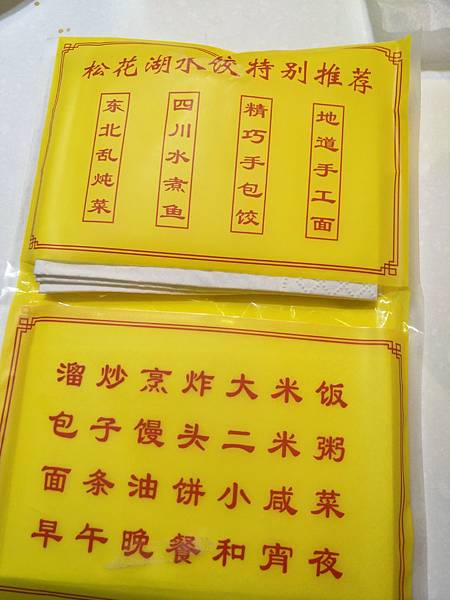 松花湖水饺特别推荐
东北乱炖菜
四川水煮鱼
精巧手包饺
地道手工面
溜炒烹炸大米饭
包子馒头二米粥
面条油饼小咸菜
早午晚餐和宵夜